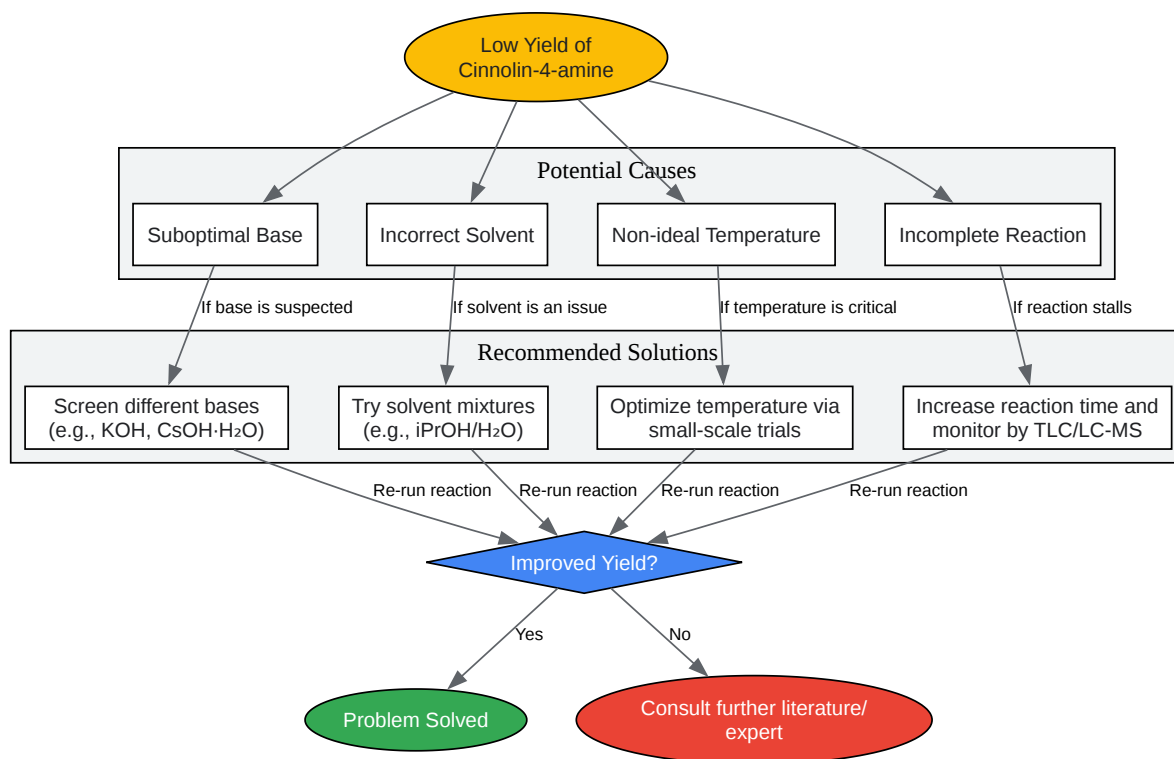 Low Yield of
Cinnolin-4-amine
Potential Causes
Suboptimal Base
Incorrect Solvent
Non-ideal Temperature
Incomplete Reaction
If base is suspected
If solvent is an issue
If temperature is critical
If reaction stalls
Recommended Solutions
Screen different bases
(e.g., KOH, CsOH·H₂O)
Try solvent mixtures
(e.g., iPrOH/H₂O)
Optimize temperature via
small-scale trials
Increase reaction time and
monitor by TLC/LC-MS
Re-run reaction
Re-run reaction
Re-run reaction
Re-run reaction
Improved Yield?
Yes
No
Problem Solved
Consult further literature/
expert